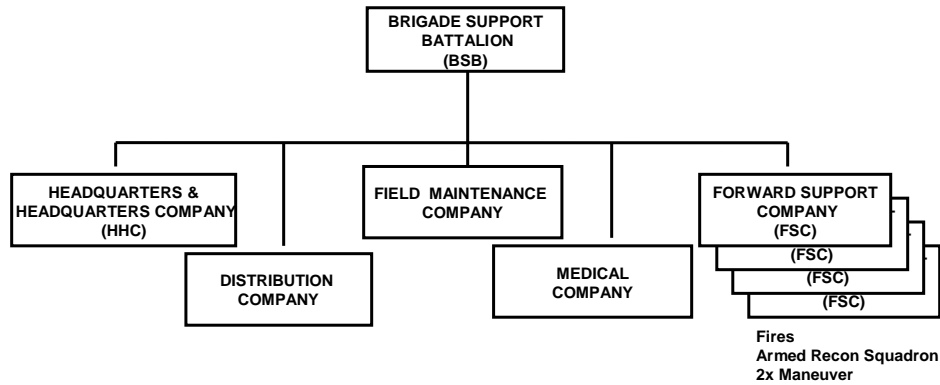 BRIGADE SUPPORT
BATTALION
(BSB)
HEADQUARTERS &
HEADQUARTERS COMPANY
(HHC)
FIELD MAINTENANCE
COMPANY
FORWARD SUPPORT
COMPANY
(FSC)
(FSC)
(FSC)
(FSC)
DISTRIBUTION
COMPANY
MEDICAL
COMPANY
Fires
Armed Recon Squadron
2x Maneuver